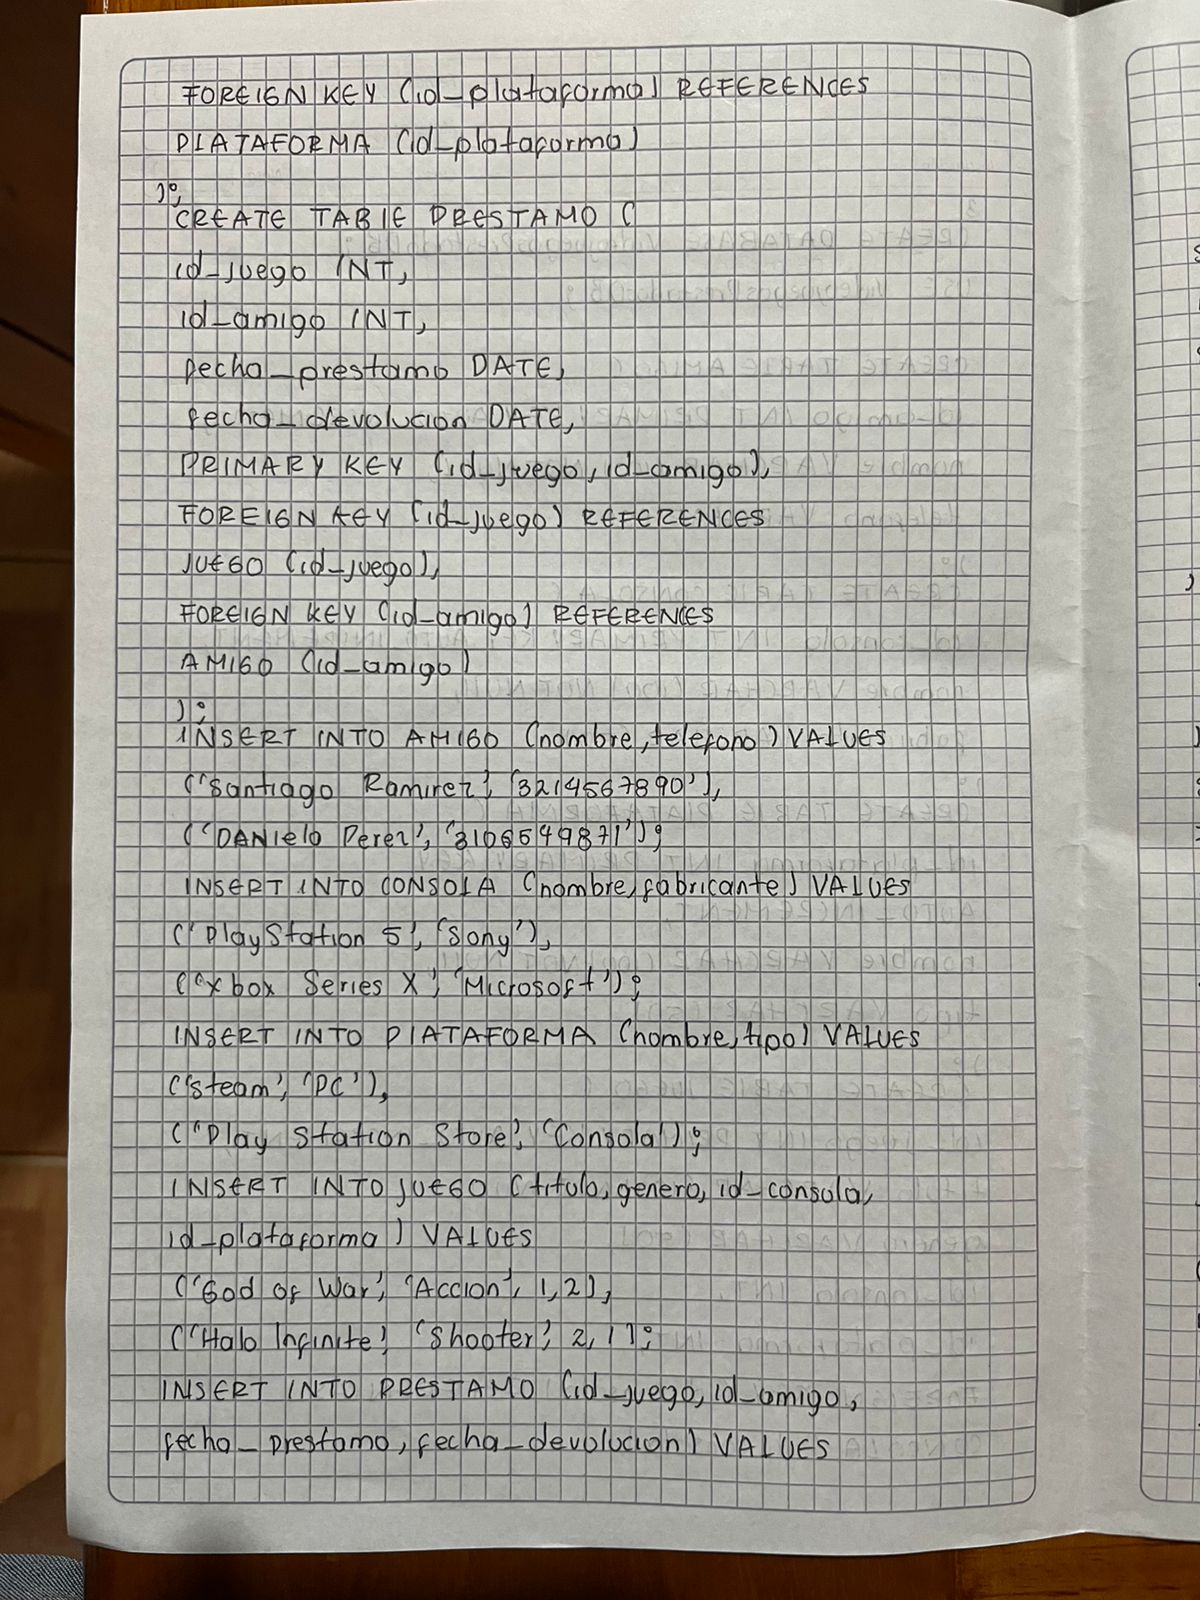 FOREIGN KEY (id_plataforma) REFERENCES
PLATAFORMA (id_plataforma)
);
CREATE TABLE PRESTAMO (
id_juego INT,
id_amigo INT,
fecha_prestamo DATE,
fecha_devolucion DATE,
PRIMARY KEY (id_juego, id_amigo),
FOREIGN KEY (id_juego) REFERENCES
JUEGO (id_juego),
FOREIGN KEY (id_amigo) REFERENCES
AMIGO (id_amigo)
);
INSERT INTO AMIGO (nombre, telefono) VALUES
('Santiago Ramirez', '3214567890'),
('DANIela Perez', '3106549871');
INSERT INTO CONSOLA (nombre, fabricante) VALUES
('PlayStation 5', 'Sony'),
('xbox Series X', 'Microsoft');
INSERT INTO PLATAFORMA (nombre, tipo) VALUES
('Steam', 'PC'),
('Play Station Store', 'Consola');
INSERT INTO JUEGO (titulo, genero, id_consola,
id_plataforma) VALUES
('God of War', 'Accion', 1,2),
('Halo Infinite', 'Shooter', 2,1);
INSERT INTO PRESTAMO (id_juego, id_amigo,
fecha_prestamo, fecha_devolucion) VALUES